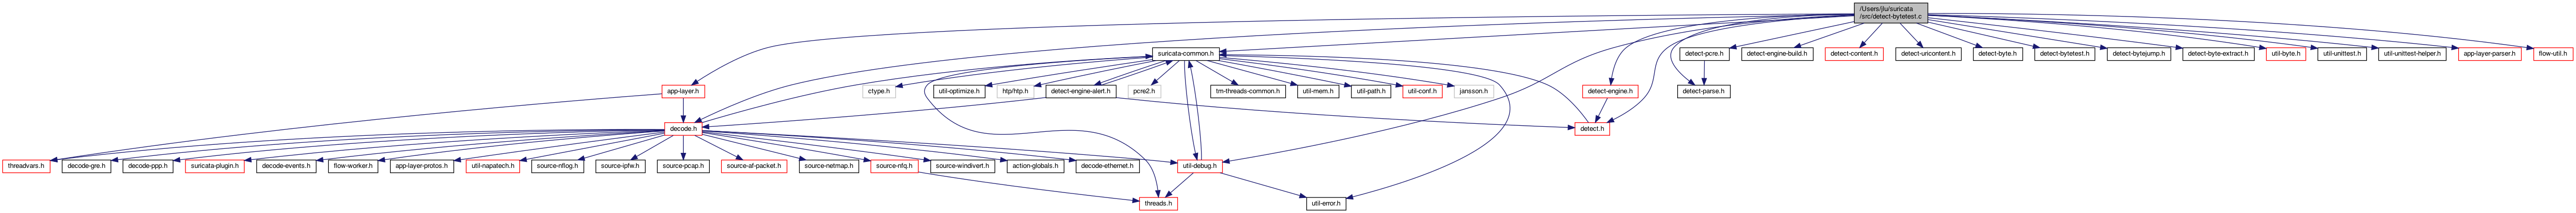 /Users/jlu/suricata
/src/detect-bytetest.c
suricata-common.h
detect-pcre.h
detect-engine-build.h
detect-content.h
detect-uricontent.h
detect-byte.h
detect-bytetest.h
detect-bytejump.h
detect-byte-extract.h
util-byte.h
util-unittest.h
util-unittest-helper.h
app-layer-parser.h
flow-util.h
app-layer.h
ctype.h
util-optimize.h
htp/htp.h
detect-engine-alert.h
pcre2.h
tm-threads-common.h
util-mem.h
util-path.h
util-conf.h
jansson.h
detect-engine.h
detect-parse.h
decode.h
detect.h
threadvars.h
decode-gre.h
decode-ppp.h
suricata-plugin.h
decode-events.h
flow-worker.h
app-layer-protos.h
util-napatech.h
source-nflog.h
source-ipfw.h
source-pcap.h
source-af-packet.h
source-netmap.h
source-nfq.h
source-windivert.h
action-globals.h
decode-ethernet.h
util-debug.h
threads.h
util-error.h